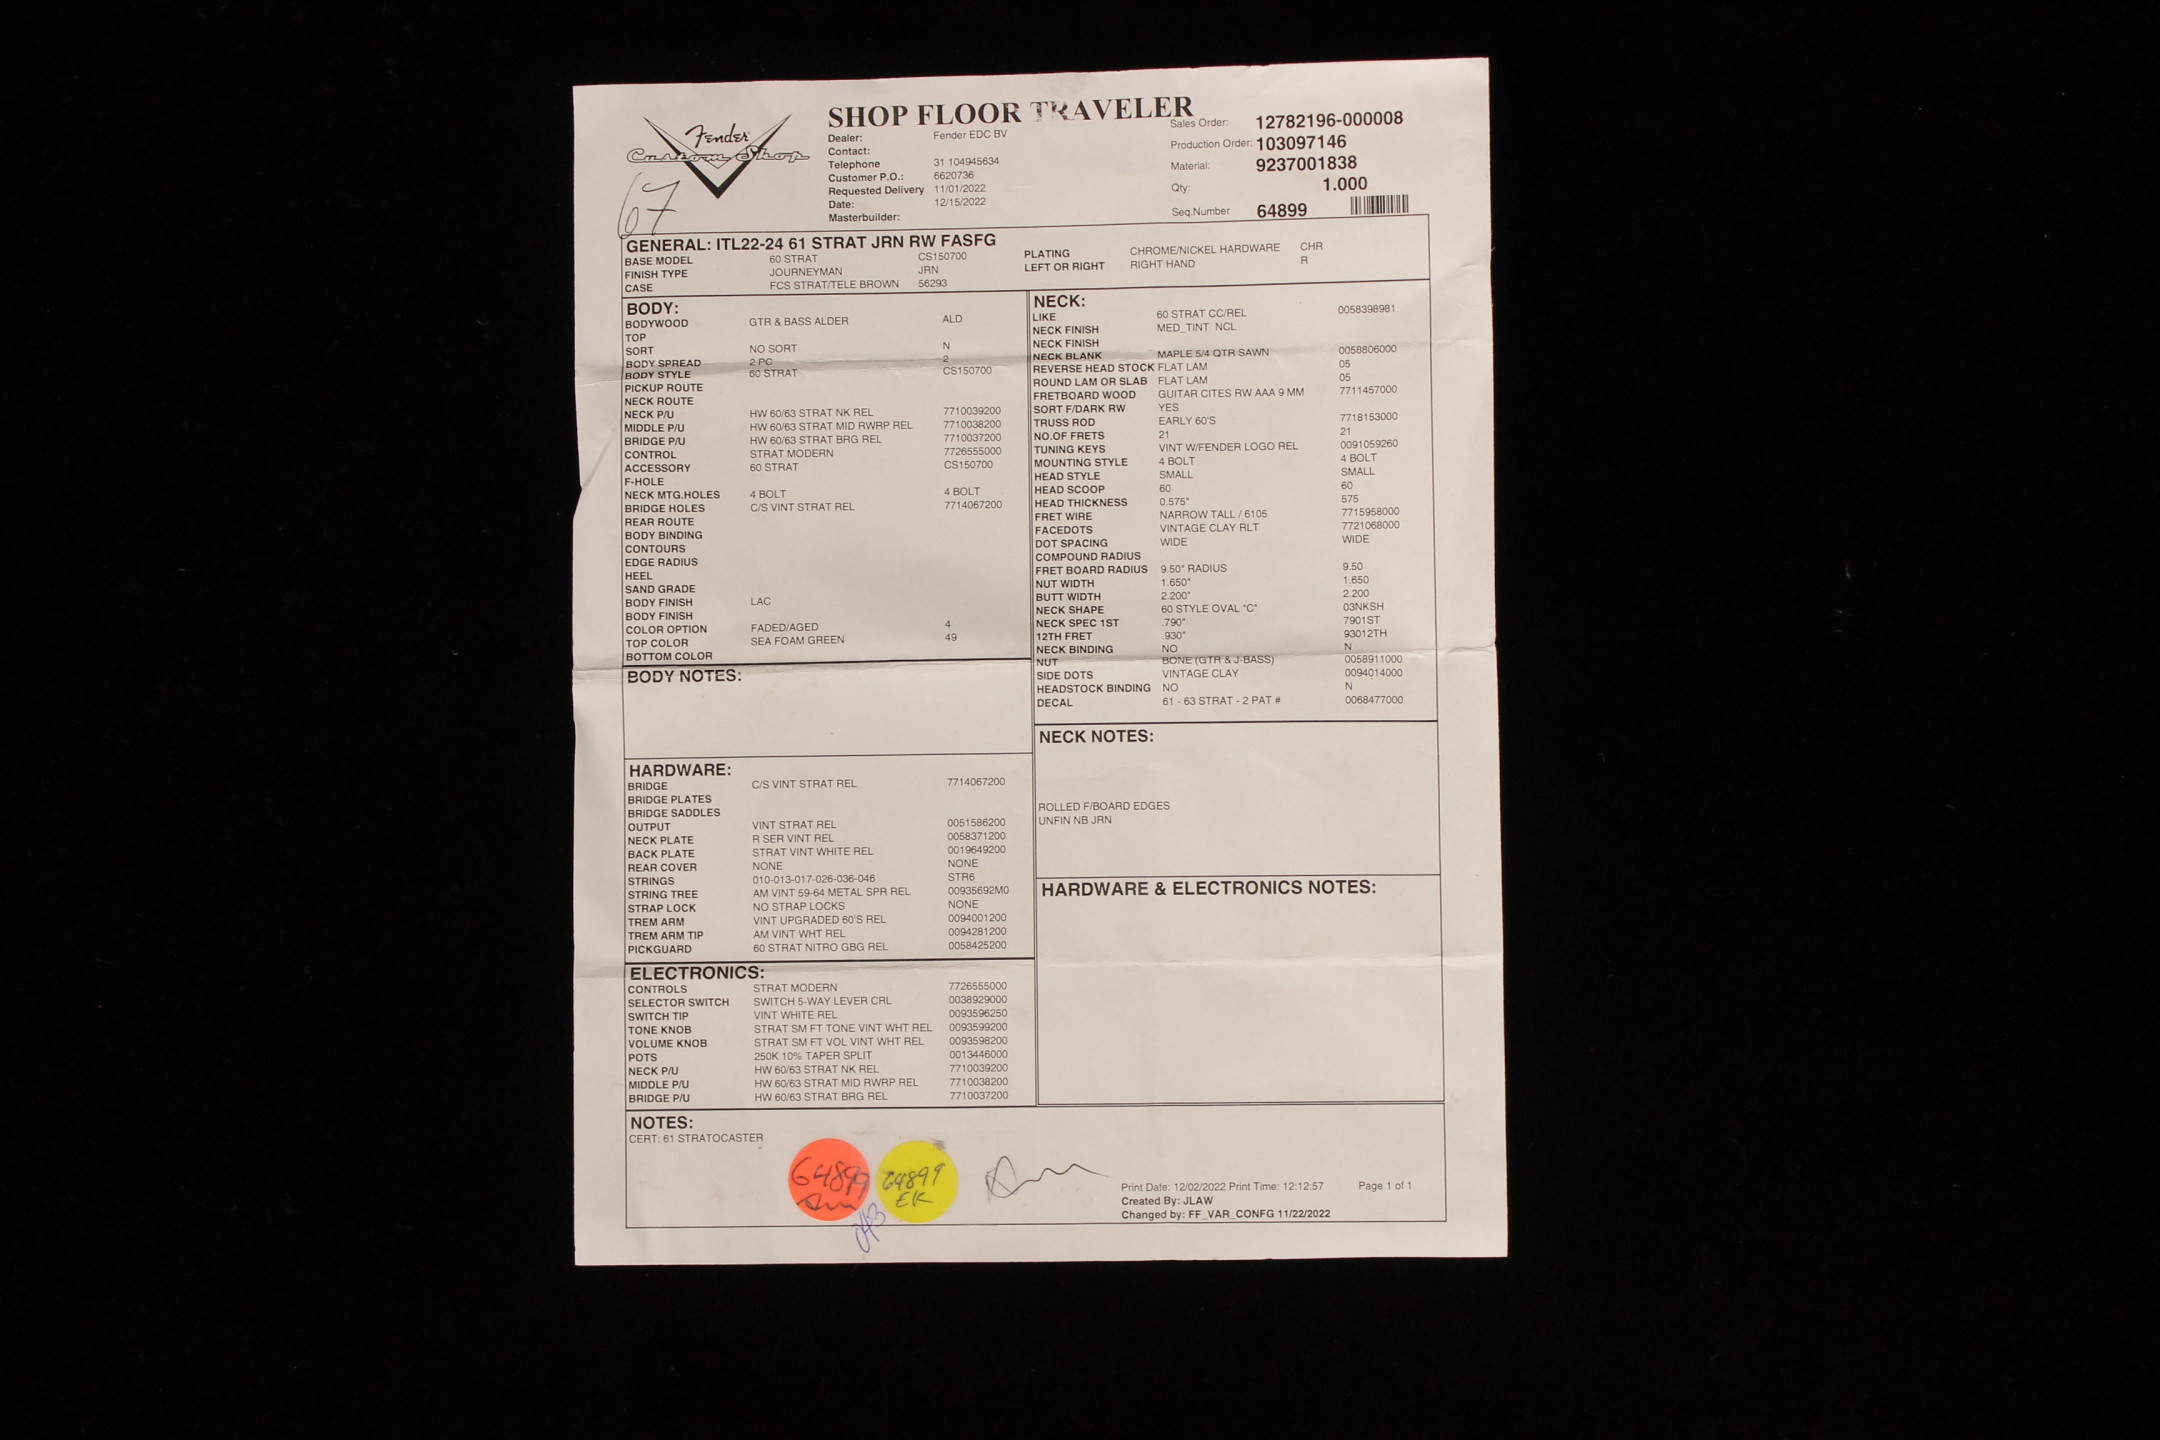 Fender
Custom Shop
67
SHOP FLOOR TRAVELER
Dealer: Fender EDC BV
Contact:
Telephone 31 104945634
Customer P.O.: 6620736
Requested Delivery 11/01/2022
Date: 12/15/2022
Masterbuilder:
Sales Order: 12782196-000008
Production Order: 103097146
Material: 9237001838
Qty: 1.000
Seq.Number 64899
GENERAL: ITL22-24 61 STRAT JRN RW FASFG
BASE MODEL 60 STRAT CS150700
FINISH TYPE JOURNEYMAN JRN
CASE FCS STRAT/TELE BROWN 56293
PLATING CHROME/NICKEL HARDWARE CHR
LEFT OR RIGHT RIGHT HAND R
BODY:
BODYWOOD GTR & BASS ALDER ALD
TOP
SORT NO SORT N
BODY SPREAD 2 PC 2
BODY STYLE 60 STRAT CS150700
PICKUP ROUTE
NECK ROUTE
NECK P/U HW 60/63 STRAT NK REL 7710039200
MIDDLE P/U HW 60/63 STRAT MID RWRP REL 7710038200
BRIDGE P/U HW 60/63 STRAT BRG REL 7710037200
CONTROL STRAT MODERN 7726555000
ACCESSORY 60 STRAT CS150700
F-HOLE
NECK MTG.HOLES 4 BOLT 4 BOLT
BRIDGE HOLES C/S VINT STRAT REL 7714067200
REAR ROUTE
BODY BINDING
CONTOURS
EDGE RADIUS
HEEL
SAND GRADE
BODY FINISH LAC
BODY FINISH
COLOR OPTION FADED/AGED 4
TOP COLOR SEA FOAM GREEN 49
BOTTOM COLOR
BODY NOTES:
HARDWARE:
BRIDGE C/S VINT STRAT REL 7714067200
BRIDGE PLATES
BRIDGE SADDLES
OUTPUT VINT STRAT REL 0051586200
NECK PLATE R SER VINT REL 0058371200
BACK PLATE STRAT VINT WHITE REL 0019649200
REAR COVER NONE NONE
STRINGS 010-013-017-026-036-046 STR6
STRING TREE AM VINT 59-64 METAL SPR REL 00935692M0
STRAP LOCK NO STRAP LOCKS NONE
TREM ARM VINT UPGRADED 60'S REL 0094001200
TREM ARM TIP AM VINT WHT REL 0094281200
PICKGUARD 60 STRAT NITRO GBG REL 0058425200
ELECTRONICS:
CONTROLS STRAT MODERN 7726555000
SELECTOR SWITCH SWITCH 5-WAY LEVER CRL 0038929000
SWITCH TIP VINT WHITE REL 0093596250
TONE KNOB STRAT SM FT TONE VINT WHT REL 0093599200
VOLUME KNOB STRAT SM FT VOL VINT WHT REL 0093598200
POTS 250K 10% TAPER SPLIT 0013446000
NECK P/U HW 60/63 STRAT NK REL 7710039200
MIDDLE P/U HW 60/63 STRAT MID RWRP REL 7710038200
BRIDGE P/U HW 60/63 STRAT BRG REL 7710037200
NECK:
LIKE 60 STRAT CC/REL 0058398981
NECK FINISH MED_TINT NCL
NECK FINISH
NECK BLANK MAPLE 5/4 QTR SAWN 0058806000
REVERSE HEAD STOCK FLAT LAM 05
ROUND LAM OR SLAB FLAT LAM 05
FRETBOARD WOOD GUITAR CITES RW AAA 9 MM 7711457000
SORT F/DARK RW YES
TRUSS ROD EARLY 60'S 7718153000
NO.OF FRETS 21 21
TUNING KEYS VINT W/FENDER LOGO REL 0091059260
MOUNTING STYLE 4 BOLT 4 BOLT
HEAD STYLE SMALL SMALL
HEAD SCOOP 60 60
HEAD THICKNESS 0.575" 575
FRET WIRE NARROW TALL / 6105 7715958000
FACEDOTS VINTAGE CLAY RLT 7721068000
DOT SPACING WIDE WIDE
COMPOUND RADIUS
FRET BOARD RADIUS 9.50" RADIUS 9.50
NUT WIDTH 1.650" 1.650
BUTT WIDTH 2.200" 2.200
NECK SHAPE 60 STYLE OVAL "C" 03NKSH
NECK SPEC 1ST .790" 7901ST
12TH FRET .930" 93012TH
NECK BINDING NO N
NUT BONE (GTR & J-BASS) 0058911000
SIDE DOTS VINTAGE CLAY 0094014000
HEADSTOCK BINDING NO N
DECAL 61 - 63 STRAT - 2 PAT # 0068477000
NECK NOTES:
ROLLED F/BOARD EDGES
UNFIN NB JRN
HARDWARE & ELECTRONICS NOTES:
NOTES:
CERT: 61 STRATOCASTER
64899
64899
EK
Print Date: 12/02/2022 Print Time: 12:12:57 Page 1 of 1
Created By: JLAW
Changed by: FF_VAR_CONFG 11/22/2022